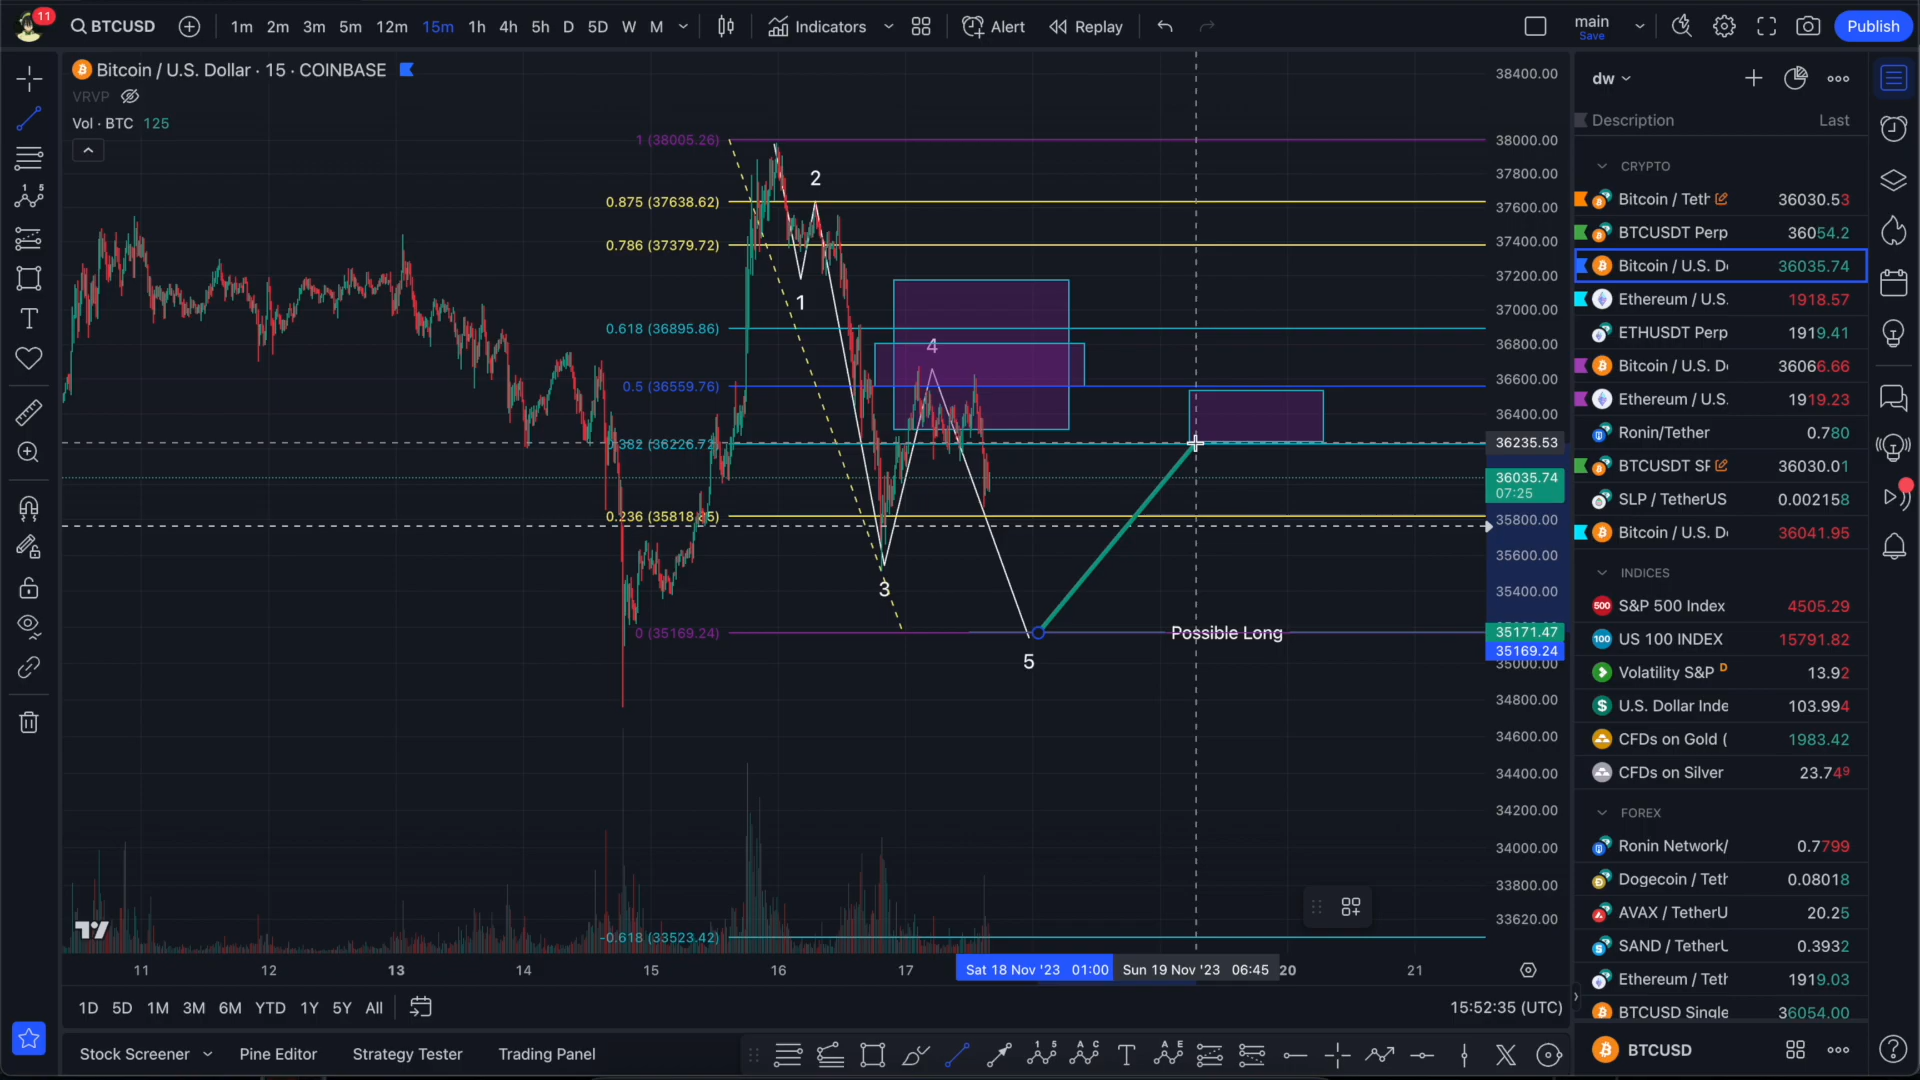 11
BTCUSD
1m 2m 3m 5m 12m 15m 1h 4h 5h D 5D W M
Indicators
Alert
Replay
main
Save
Publish
Bitcoin / U.S. Dollar · 15 · COINBASE
VRVP
Vol · BTC 125
1 (38005.26)
0.875 (37638.62)
0.786 (37379.72)
0.618 (36895.86)
0.5 (36559.76)
0.236 (35818.
0 (35169.24)
-0.618 (33523.42)
2
1
4
3
5
Possible Long
38400.00
38000.00
37800.00
37600.00
37400.00
37200.00
37000.00
36800.00
36600.00
36400.00
36235.53
36035.74
07:25
35800.00
35600.00
35400.00
35171.47
35169.24
35000.00
34800.00
34600.00
34400.00
34200.00
34000.00
33800.00
33620.00
11 12 13 14 15 16 17 Sat 18 Nov '23 01:00 Sun 19 Nov '23 06:45 20 21
1D 5D 1M 3M 6M YTD 1Y 5Y All
15:52:35 (UTC)
Stock Screener
Pine Editor
Strategy Tester
Trading Panel
dw
Description Last
CRYPTO
Bitcoin / Teth 36030.53
BTCUSDT Perp 36054.2
Bitcoin / U.S. D 36035.74
Ethereum / U.S. 1918.57
ETHUSDT Perp 1919.41
Bitcoin / U.S. D 36066.66
Ethereum / U.S. 1919.23
Ronin/Tether 0.780
BTCUSDT SF 36030.01
SLP / TetherUS 0.002158
Bitcoin / U.S. D 36041.95
INDICES
500 S&P 500 Index 4505.29
100 US 100 INDEX 15791.82
Volatility S&P D 13.92
U.S. Dollar Inde 103.994
CFDs on Gold ( 1983.42
CFDs on Silver 23.749
FOREX
Ronin Network/ 0.7799
Dogecoin / Teth 0.08018
AVAX / TetherU 20.25
SAND / TetherU 0.3932
Ethereum / Teth 1919.03
BTCUSD Single 36054.00
BTCUSD